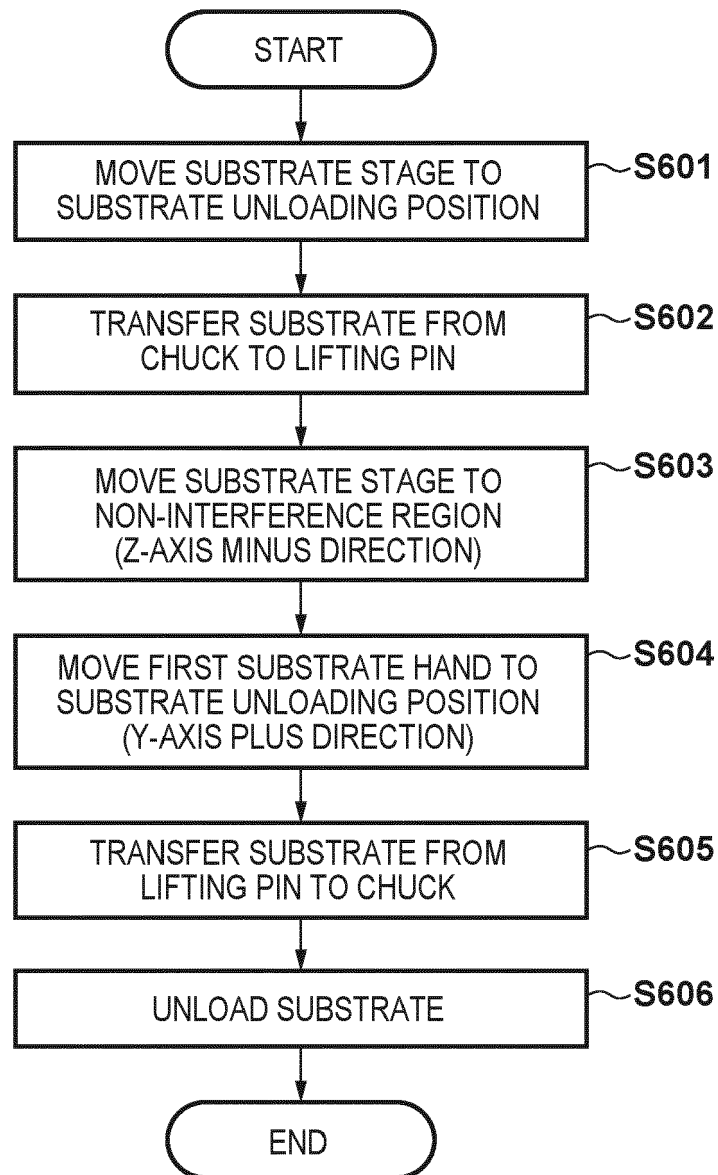 START
MOVE SUBSTRATE STAGE TO
SUBSTRATE UNLOADING POSITION
S601
TRANSFER SUBSTRATE FROM
CHUCK TO LIFTING PIN
S602
MOVE SUBSTRATE STAGE TO
NON-INTERFERENCE REGION
(Z-AXIS MINUS DIRECTION)
S603
MOVE FIRST SUBSTRATE HAND TO
SUBSTRATE UNLOADING POSITION
(Y-AXIS PLUS DIRECTION)
S604
TRANSFER SUBSTRATE FROM
LIFTING PIN TO CHUCK
S605
UNLOAD SUBSTRATE
S606
END